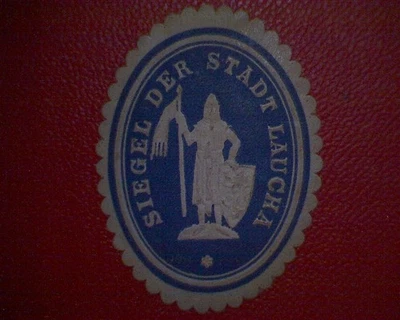 SIEGEL DER STADT LAUCHA